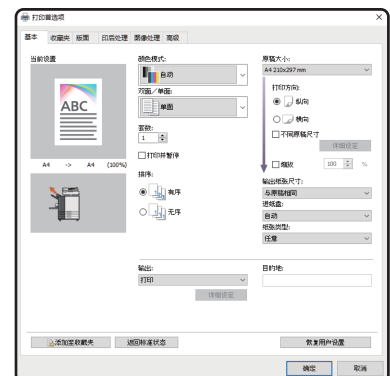 打印首选项
基本 收藏夹 版面 印后处理 图像处理 高级
当前设置
ABC
A4 -> A4 (100%)
颜色模式:
自动
双面/单面:
单面
套数:
1
打印并暂停
排序:
有序
无序
原稿大小:
A4 210x297 mm
打印方向:
纵向
横向
不同原稿尺寸
详细设定
缩放 100 %
输出纸张尺寸:
与原稿相同
进纸盘:
自动
纸张类型:
任意
输出:
打印
详细设定
目的地:
添加至收藏夹 返回标准状态 恢复用户设置
确定 取消